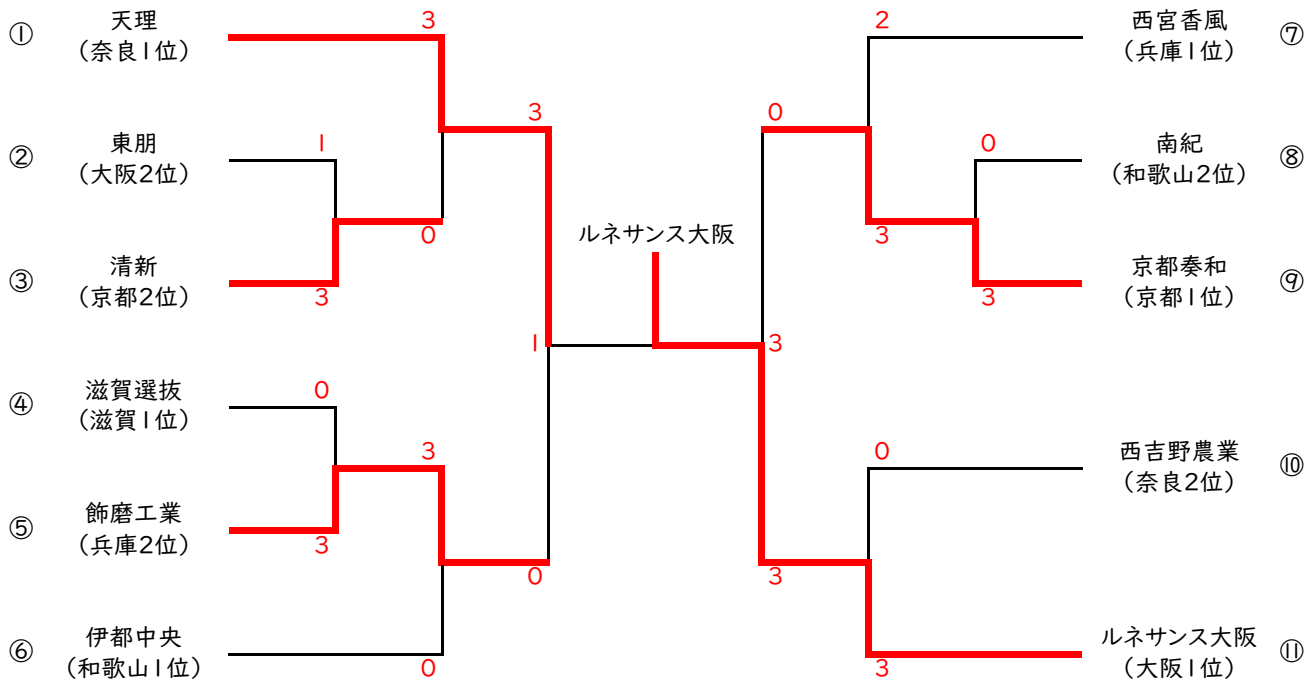 ①
天理
(奈良1位)
3
②
東朋
(大阪2位)
1
③
清新
(京都2位)
3
0
3
④
滋賀選抜
(滋賀1位)
0
⑤
飾磨工業
(兵庫2位)
3
3
⑥
伊都中央
(和歌山1位)
0
0
1
ルネサンス大阪
3
0
3
2
西宮香風
(兵庫1位)
⑦
0
南紀
(和歌山2位)
⑧
3
3
京都奏和
(京都1位)
⑨
0
西吉野農業
(奈良2位)
⑩
3
ルネサンス大阪
(大阪1位)
⑪